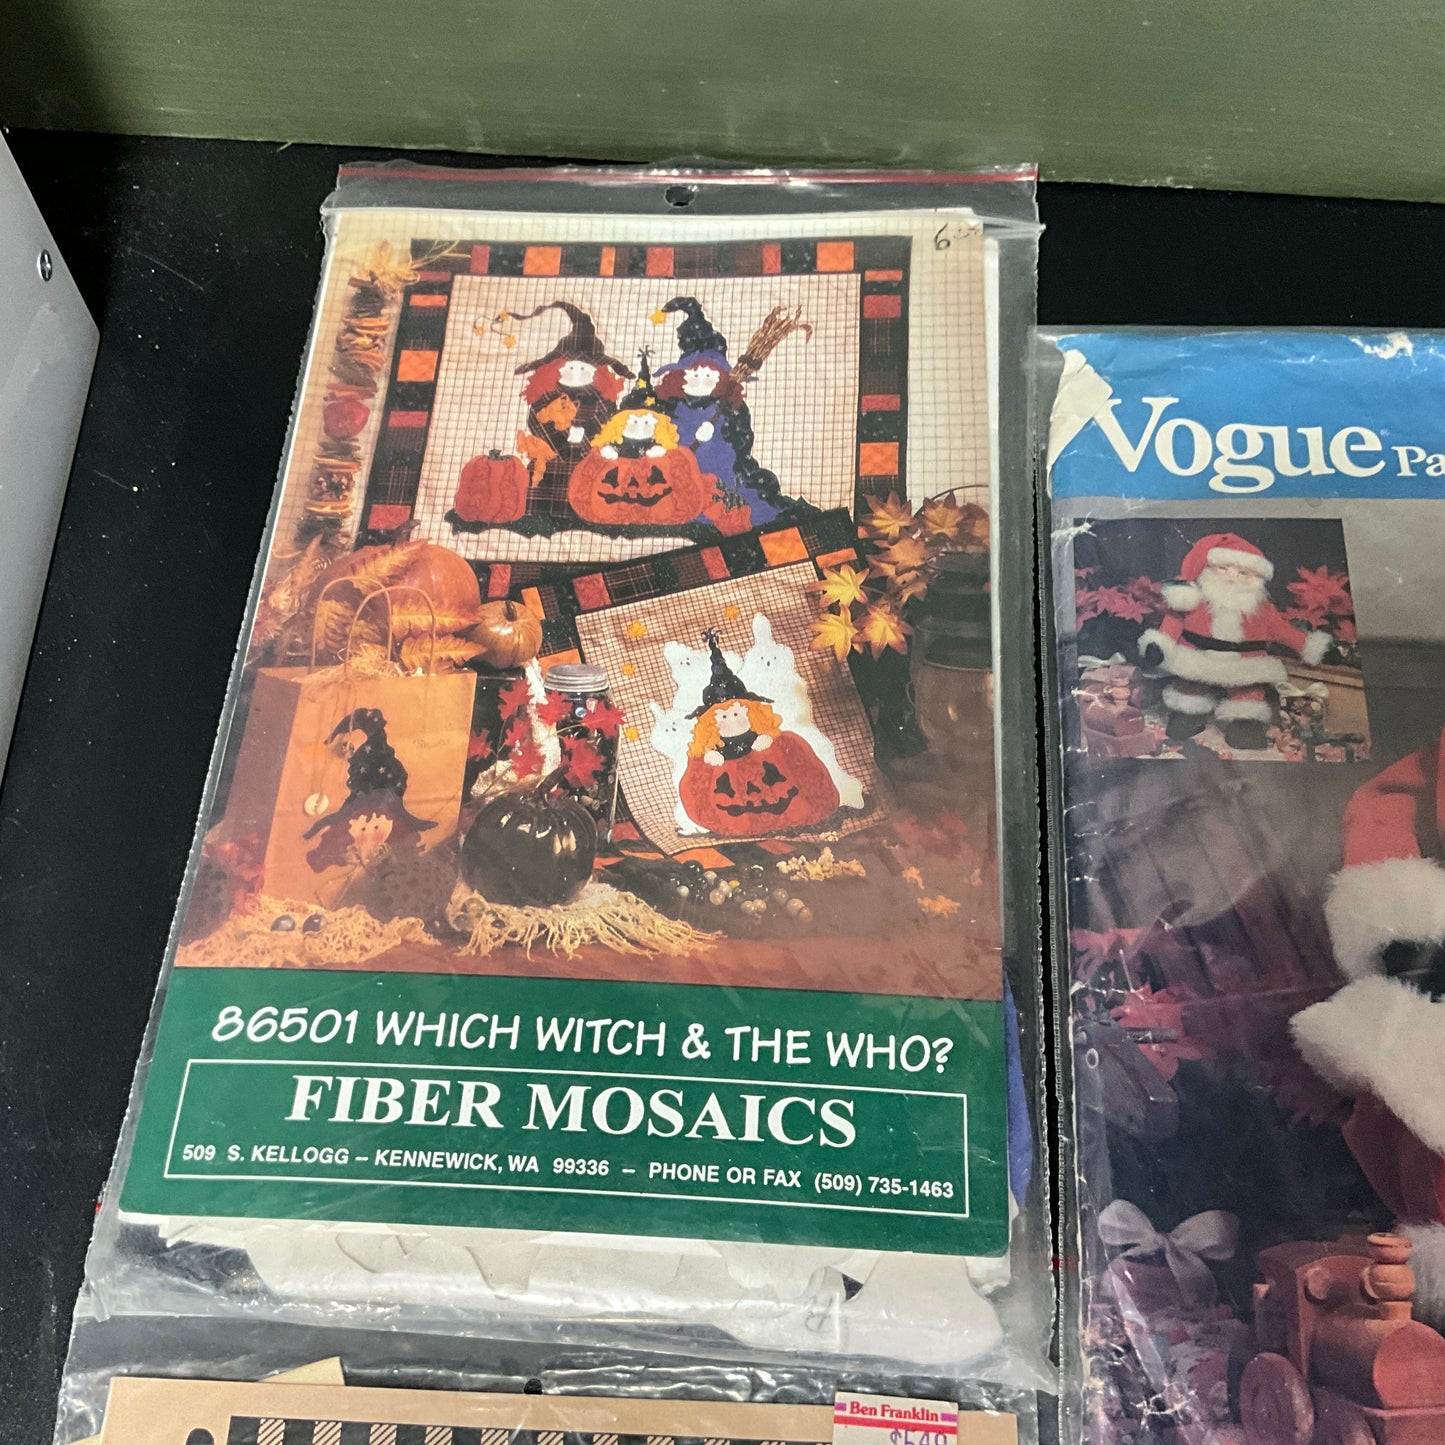 6
Vogue
86501 WHICH WITCH & THE WHO?
FIBER MOSAICS
509 S. KELLOGG – KENNEWICK, WA 99336 – PHONE OR FAX (509) 735-1463
Ben Franklin